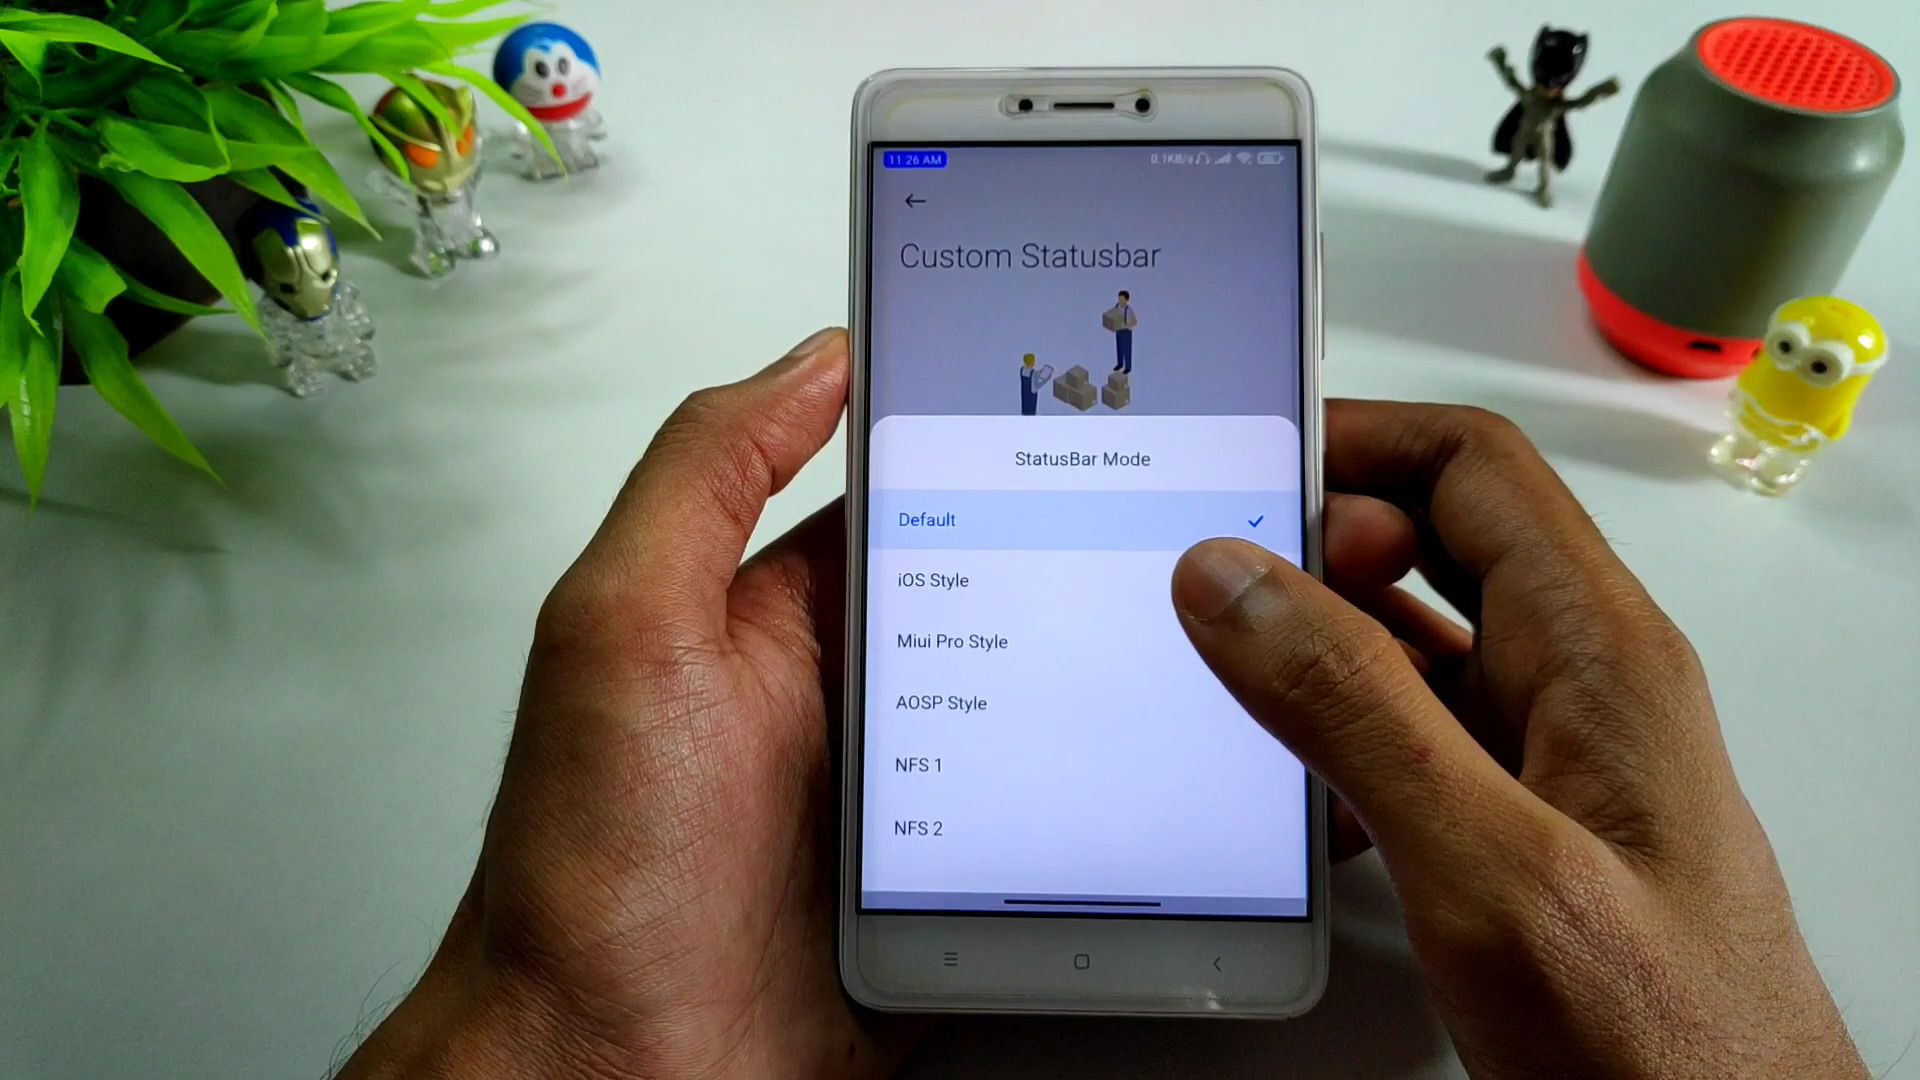 11:26 AM 0.1KB/s
Custom Statusbar
StatusBar Mode
Default
iOS Style
Miui Pro Style
AOSP Style
NFS 1
NFS 2